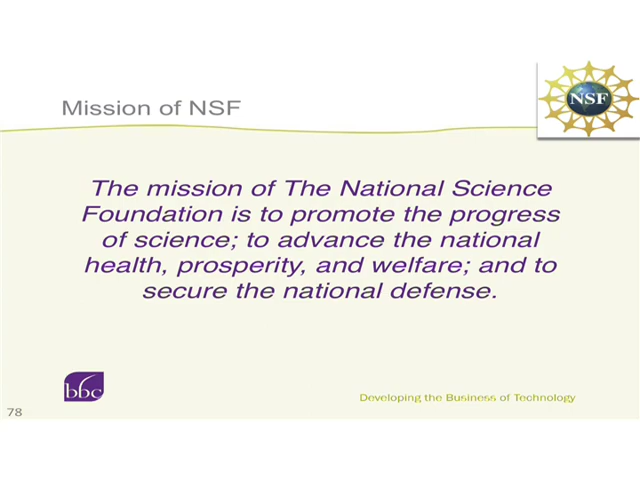 Mission of NSF
NSF
The mission of The National Science
Foundation is to promote the progress
of science; to advance the national
health, prosperity, and welfare; and to
secure the national defense.
bbc
Developing the Business of Technology
78